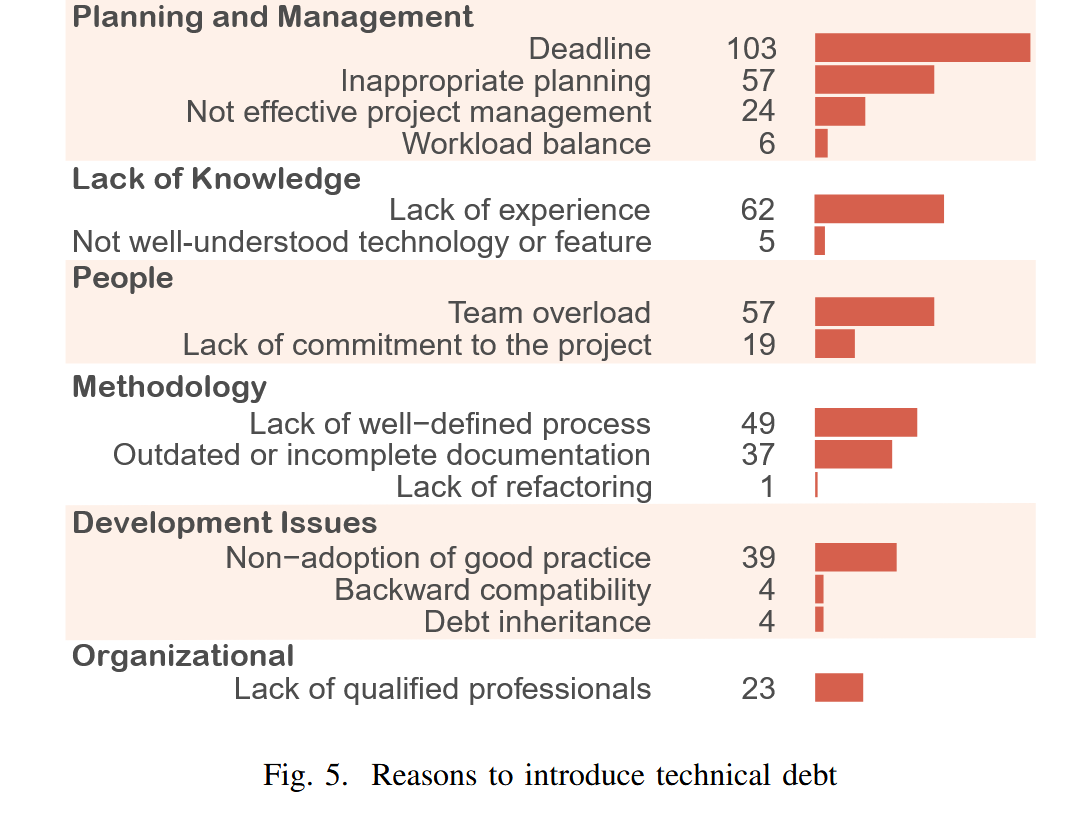 Planning and Management
Deadline 103
Inappropriate planning 57
Not effective project management 24
Workload balance 6
Lack of Knowledge
Lack of experience 62
Not well-understood technology or feature 5
People
Team overload 57
Lack of commitment to the project 19
Methodology
Lack of well−defined process 49
Outdated or incomplete documentation 37
Lack of refactoring 1
Development Issues
Non−adoption of good practice 39
Backward compatibility 4
Debt inheritance 4
Organizational
Lack of qualified professionals 23
Fig. 5. Reasons to introduce technical debt